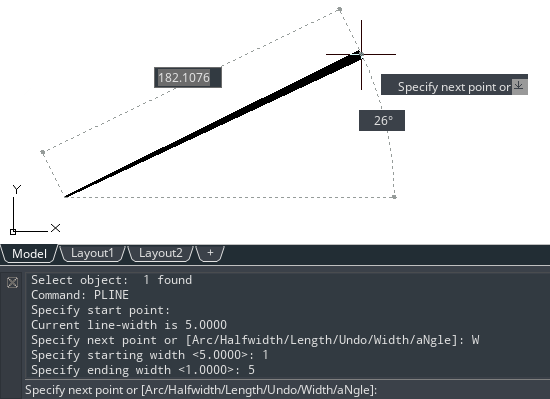 182.1076
Specify next point or
26°
Y
X
Model Layout1 Layout2 +
Select object:  1 found
Command: PLINE
Specify start point:
Current line-width is 5.0000
Specify next point or [Arc/Halfwidth/Length/Undo/Width/aNgle]: W
Specify starting width <5.0000>: 1
Specify ending width <1.0000>: 5
Specify next point or [Arc/Halfwidth/Length/Undo/Width/aNgle]: